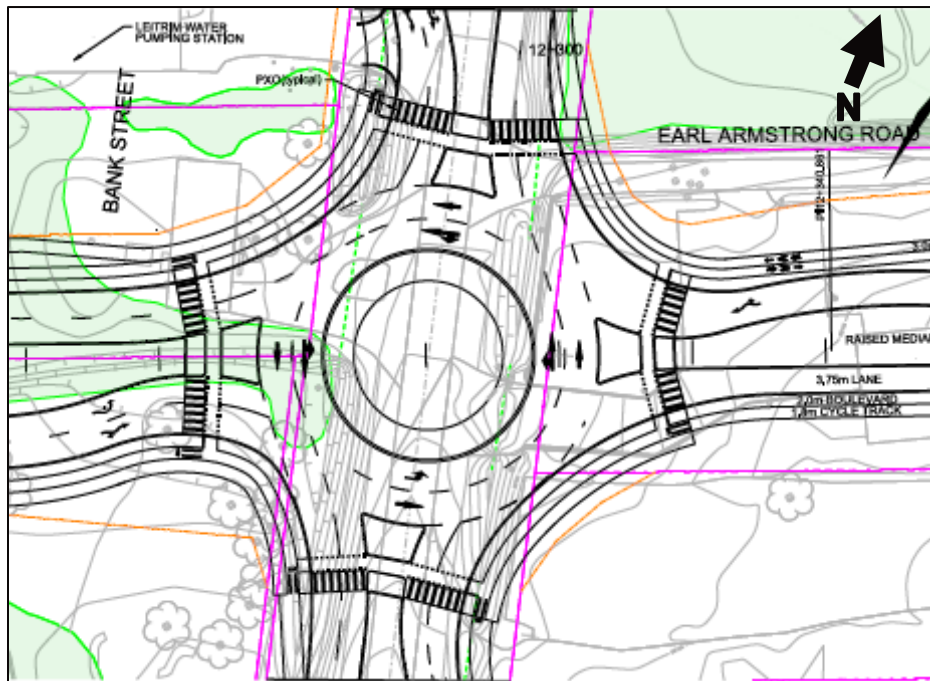 LEITRIM WATER
PUMPING STATION
12+300
PXO(typical)
BANK STREET
N
EARL ARMSTRONG ROAD
RAISED MEDIA
3,75m LANE
2,0m BOULEVARD
1,8m CYCLE TRACK